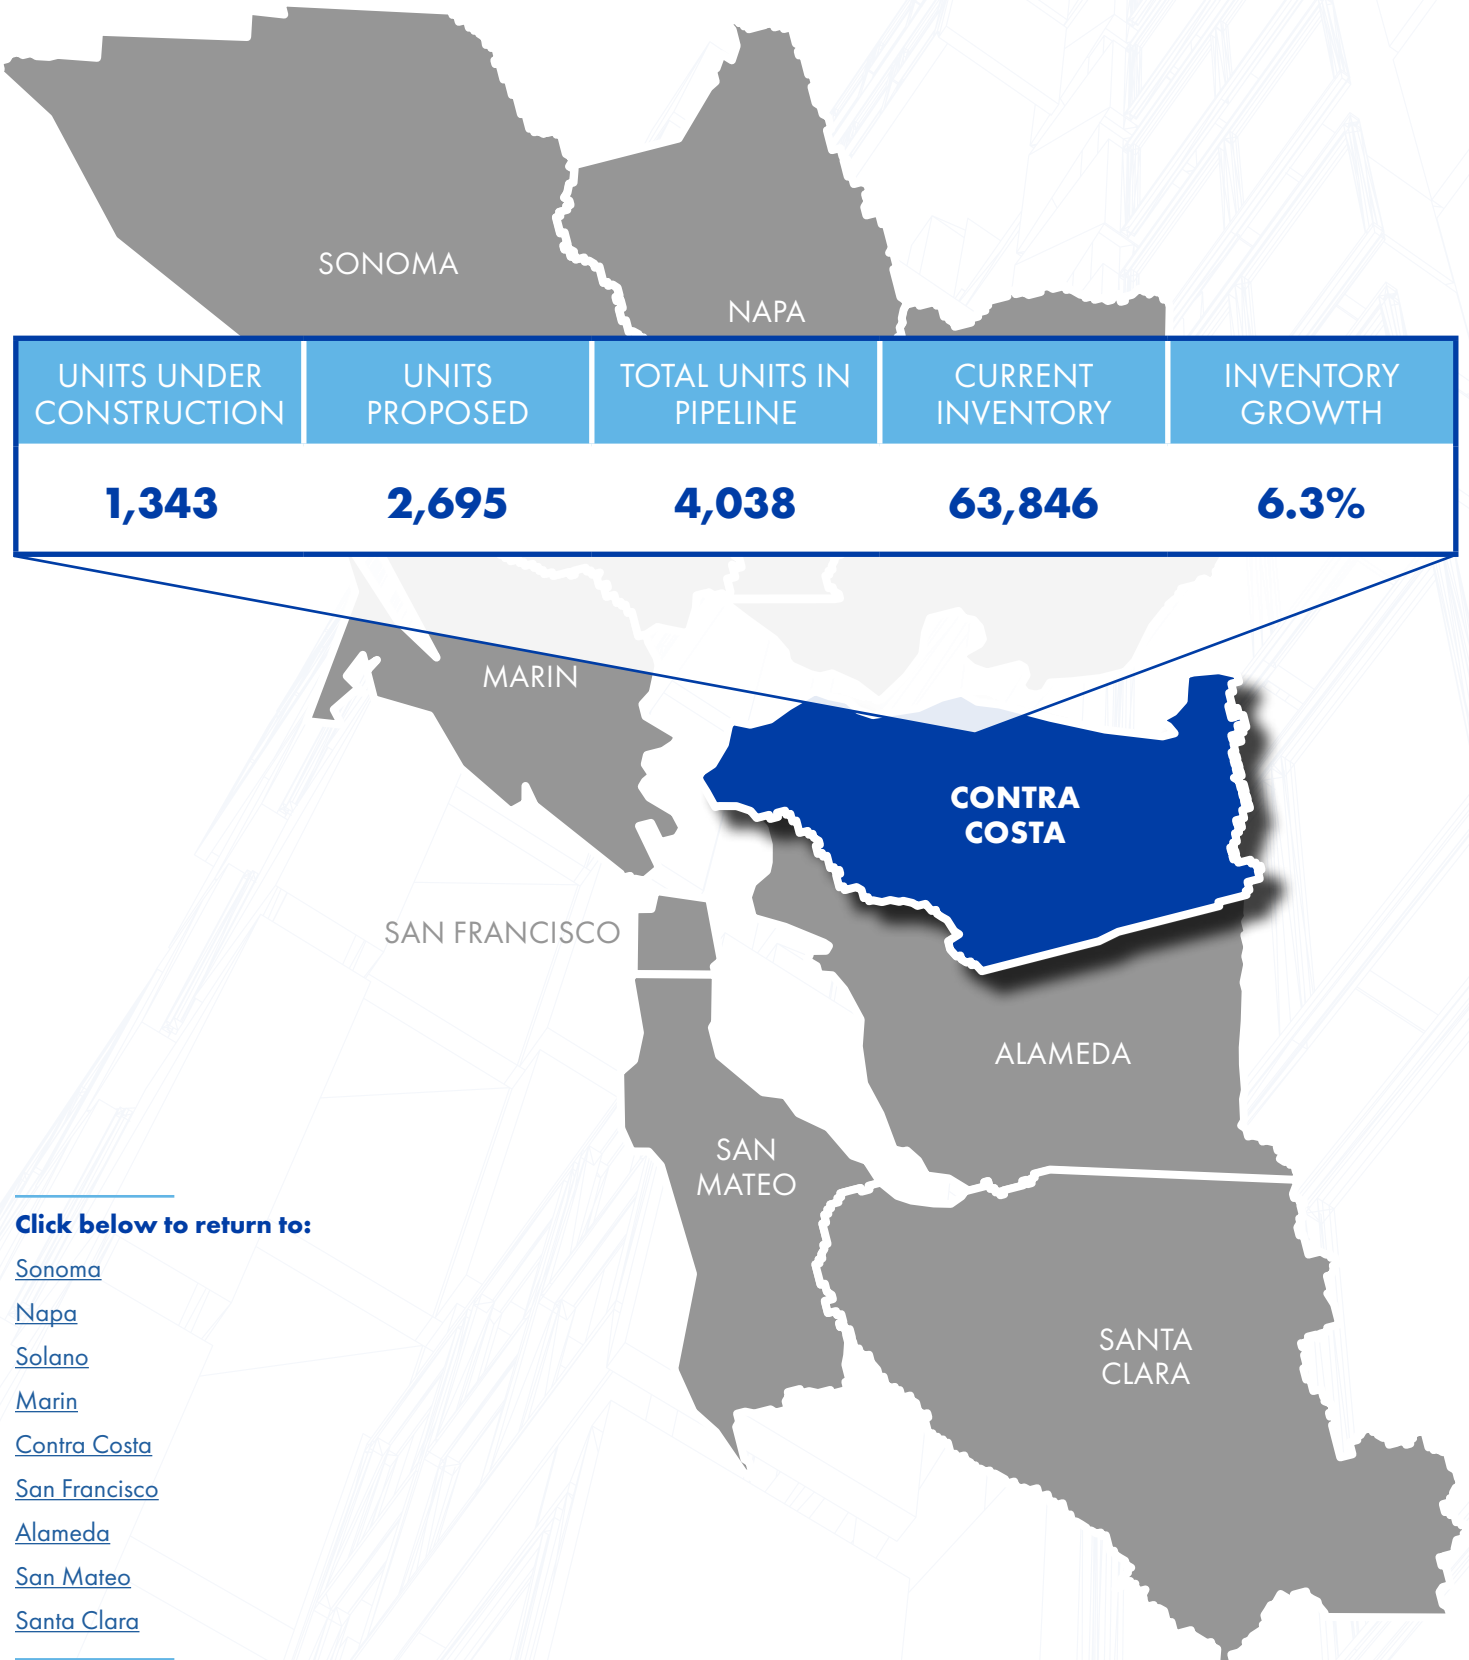 SONOMA
NAPA
UNITS UNDER
CONSTRUCTION
UNITS
PROPOSED
TOTAL UNITS IN
PIPELINE
CURRENT
INVENTORY
INVENTORY
GROWTH
1,343
2,695
4,038
63,846
6.3%
MARIN
CONTRA
COSTA
SAN FRANCISCO
ALAMEDA
SAN
MATEO
SANTA
CLARA
Click below to return to:
Sonoma
Napa
Solano
Marin
Contra Costa
San Francisco
Alameda
San Mateo
Santa Clara